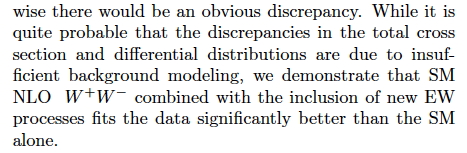 wise there would be an obvious discrepancy. While it is
quite probable that the discrepancies in the total cross
section and differential distributions are due to insuf-
ficient background modeling, we demonstrate that SM
NLO W⁺W⁻ combined with the inclusion of new EW
processes fits the data significantly better than the SM
alone.